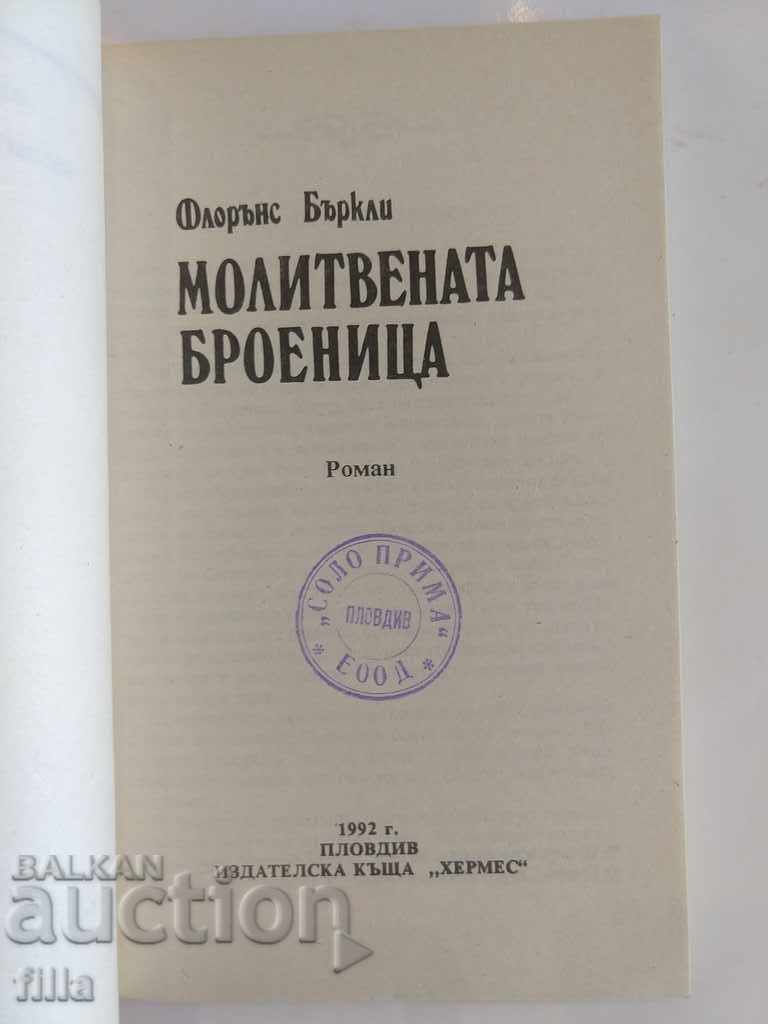 Флорънс Бъркли
МОЛИТВЕНАТА
БРОЕНИЦА
Роман
„СОЛО ПРИМА“
ПЛОВДИВ
* ЕООД *
1992 г.
ПЛОВДИВ
ИЗДАТЕЛСКА КЪЩА „ХЕРМЕС“
BALKAN
auction
filla